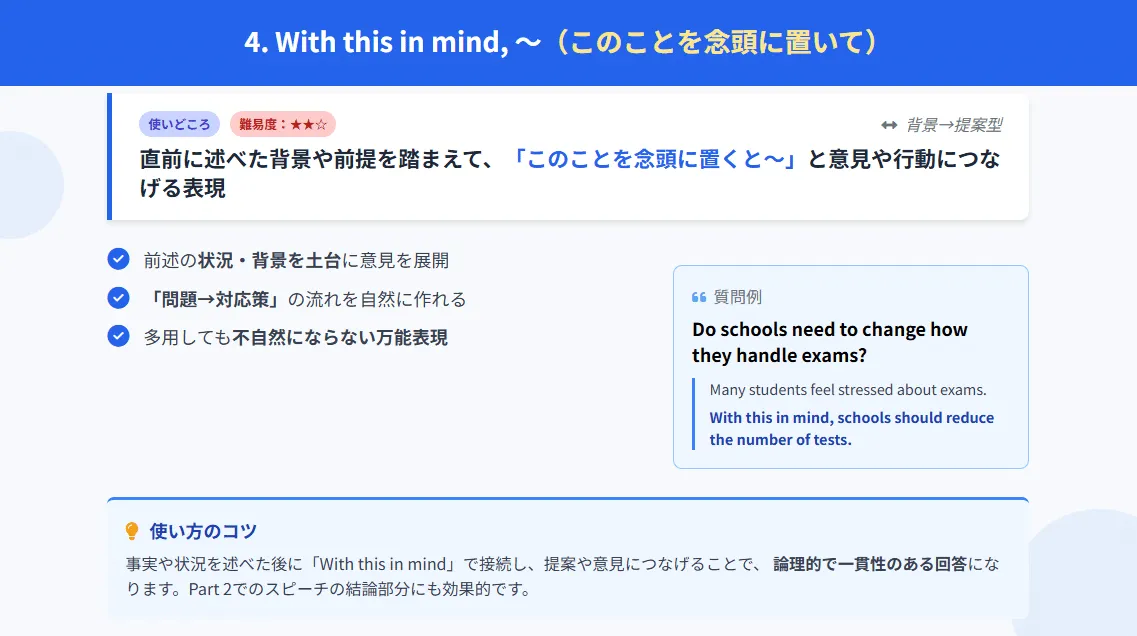 4. With this in mind, ～（このことを念頭に置いて）
使いどころ 難易度：★★☆ 背景→提案型
直前に述べた背景や前提を踏まえて、「このことを念頭に置くと～」と意見や行動につな
げる表現
前述の状況・背景を土台に意見を展開
「問題→対応策」の流れを自然に作れる
多用しても不自然にならない万能表現
質問例
Do schools need to change how
they handle exams?
Many students feel stressed about exams.
With this in mind, schools should reduce
the number of tests.
使い方のコツ
事実や状況を述べた後に「With this in mind」で接続し、提案や意見につなげることで、 論理的で一貫性のある回答にな
ります。Part 2でのスピーチの結論部分にも効果的です。